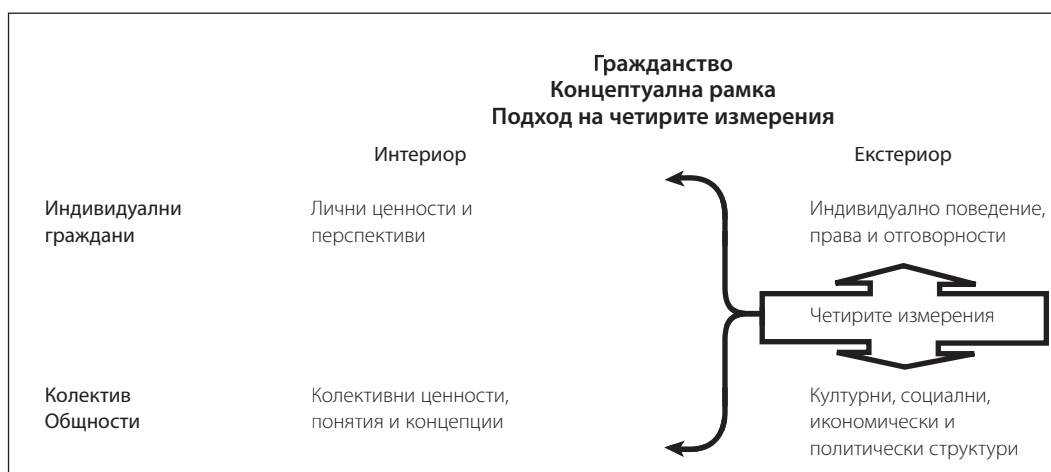 Гражданство
Концептуална рамка
Подход на четирите измерения
Интериор
Екстериор
Индивидуални
граждани
Лични ценности и
перспективи
Индивидуално поведение,
права и отговорности
Четирите измерения
Колектив
Общности
Колективни ценности,
понятия и концепции
Културни, социални,
икономически и
политически структури